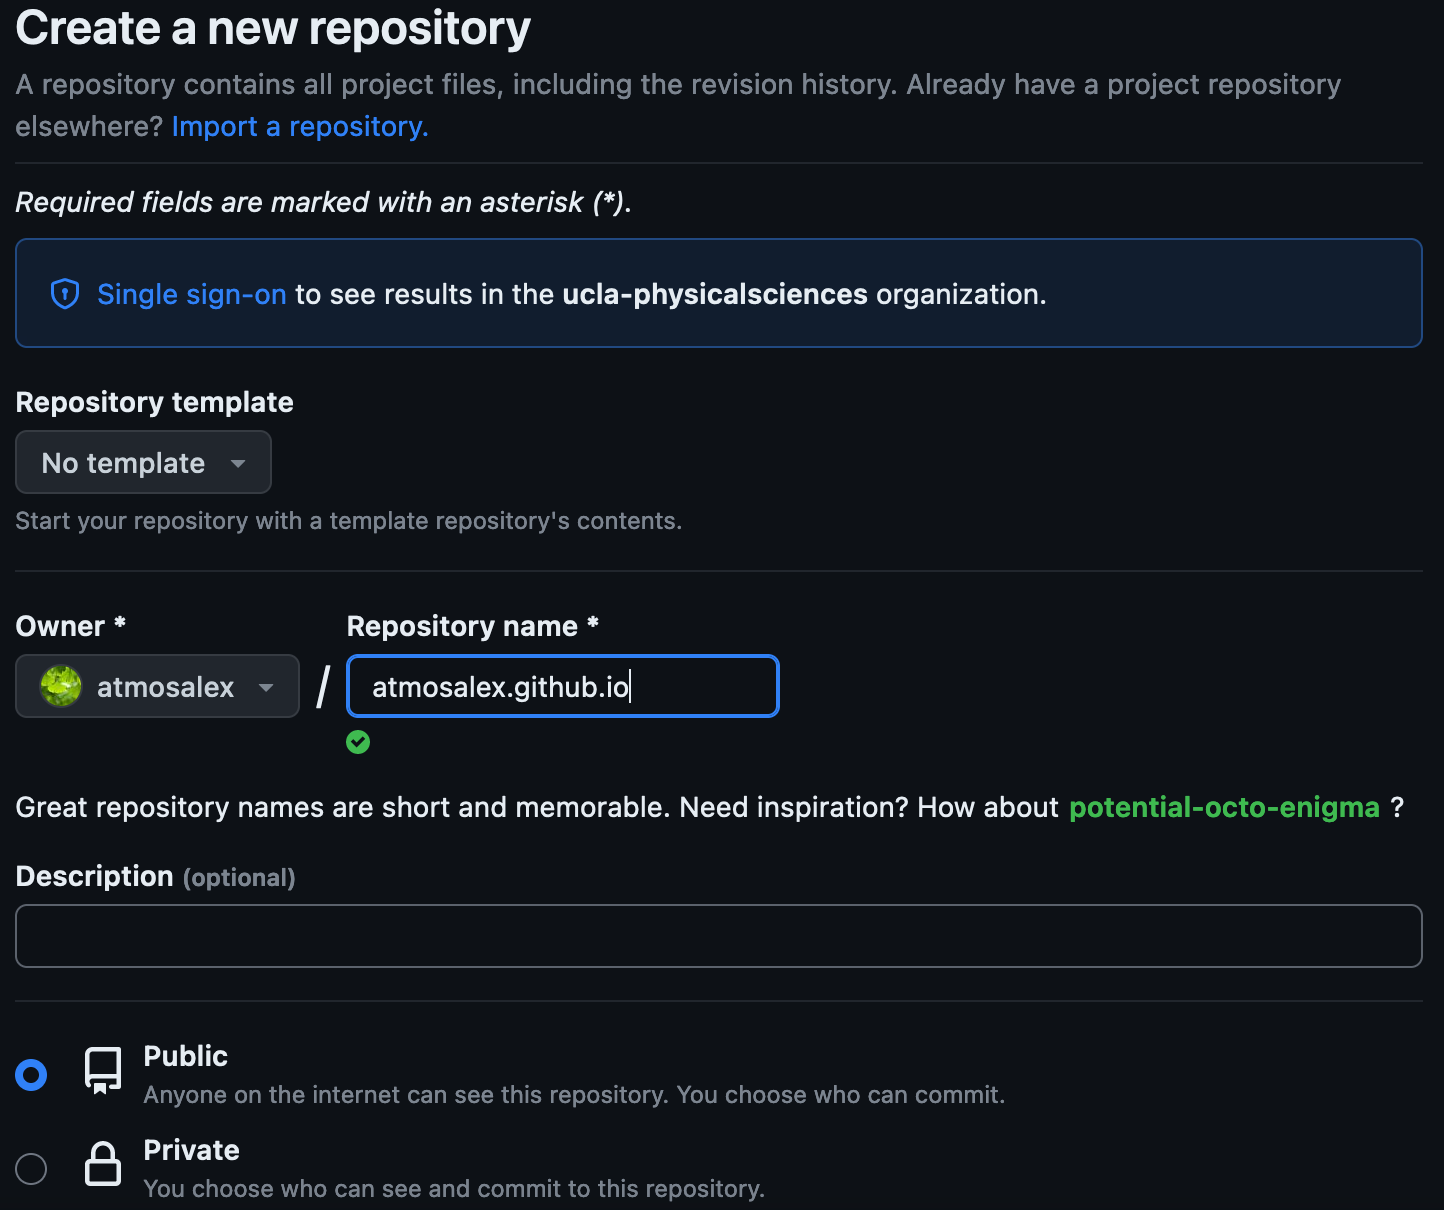 Create a new repository
A repository contains all project files, including the revision history. Already have a project repository
elsewhere? Import a repository.
Required fields are marked with an asterisk (*).
Single sign-on to see results in the ucla-physicalsciences organization.
Repository template
No template
Start your repository with a template repository's contents.
Owner * Repository name *
atmosalex / atmosalex.github.io
Great repository names are short and memorable. Need inspiration? How about potential-octo-enigma ?
Description (optional)
Public
Anyone on the internet can see this repository. You choose who can commit.
Private
You choose who can see and commit to this repository.